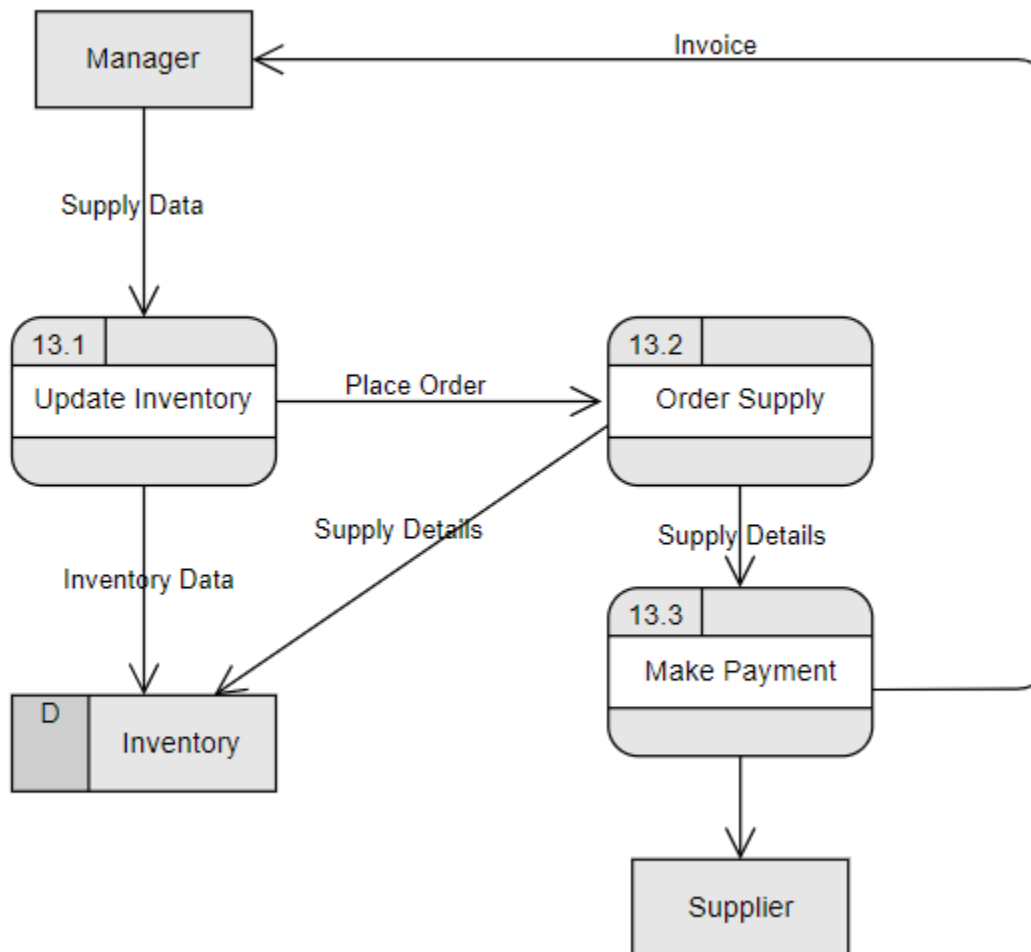 Manager
Invoice
Supply Data
13.1
Update Inventory
Place Order
13.2
Order Supply
Supply Details
Supply Details
Inventory Data
13.3
Make Payment
D
Inventory
Supplier